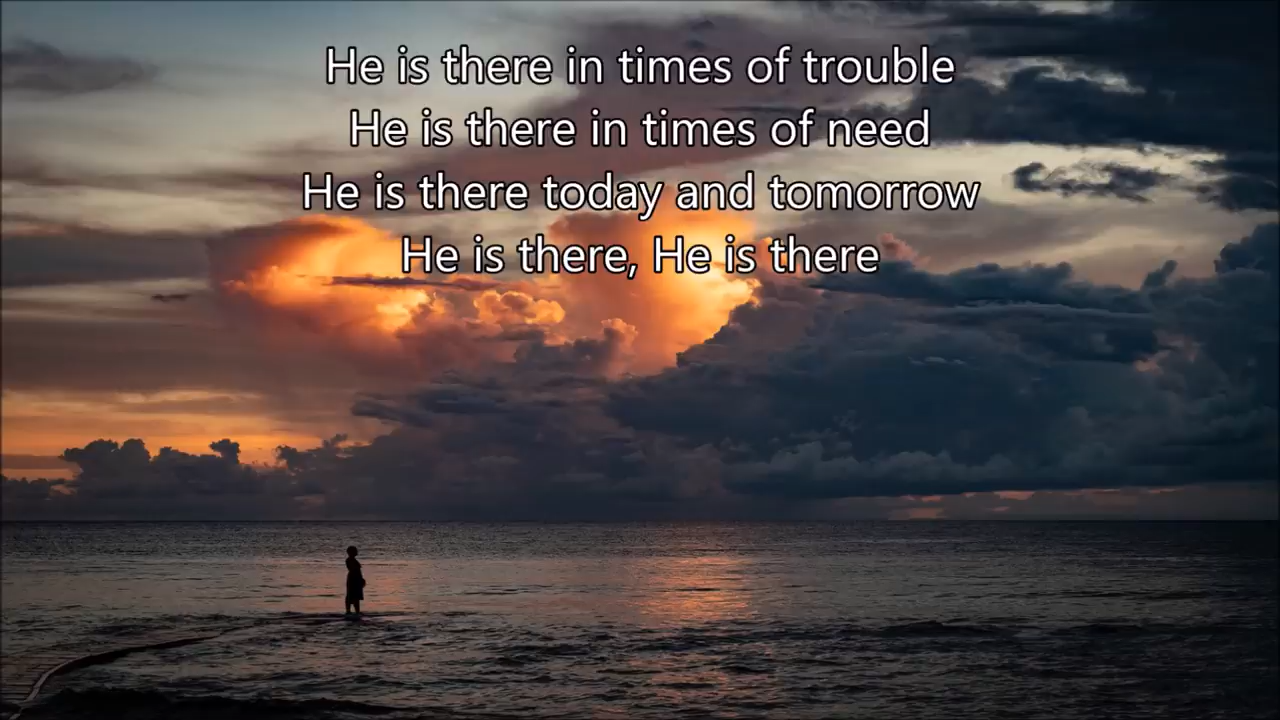 He is there in times of trouble
He is there in times of need
He is there today and tomorrow
He is there, He is there